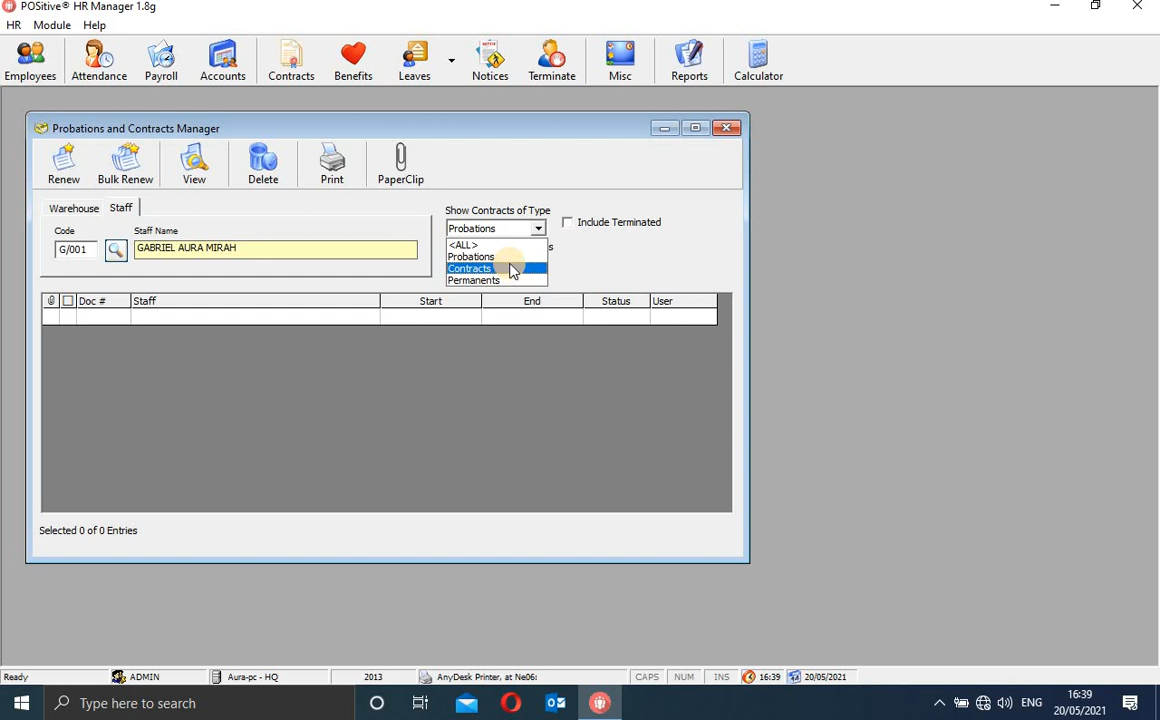 POSitive® HR Manager 1.8g
HR Module Help
Employees Attendance Payroll Accounts Contracts Benefits Leaves Notices Terminate Misc Reports Calculator
Probations and Contracts Manager
Renew Bulk Renew View Delete Print PaperClip
Warehouse Staff
Show Contracts of Type
Include Terminated
Code Staff Name
Probations
G/001 GABRIEL AURA MIRAH
<ALL>
Probations
Contracts
Permanents
Doc # Staff Start End Status User
Selected 0 of 0 Entries
Ready ADMIN Aura-pc - HQ 2013 AnyDesk Printer, at Ne06: CAPS NUM INS 16:39 20/05/2021
Type here to search ENG 16:39
20/05/2021